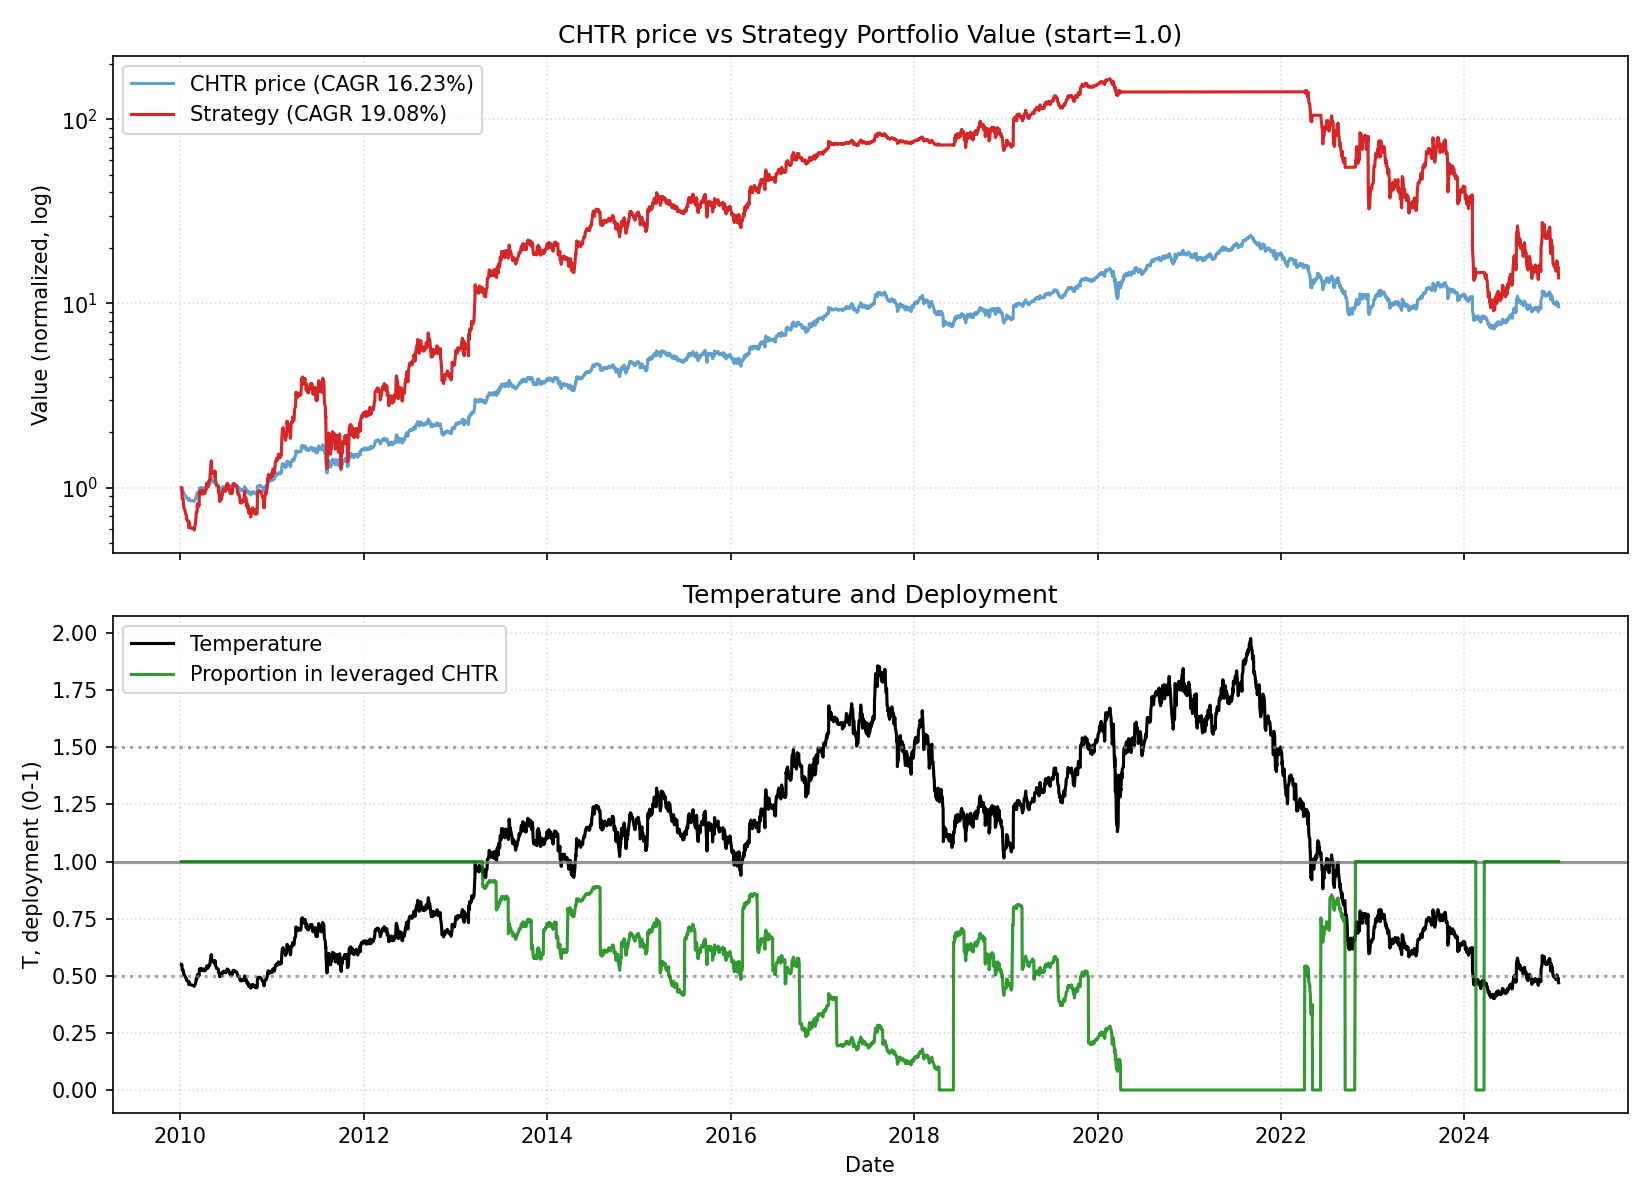 CHTR price vs Strategy Portfolio Value (start=1.0)
CHTR price (CAGR 16.23%)
Strategy (CAGR 19.08%)
Value (normalized, log)
10²
10¹
10⁰
Temperature and Deployment
Temperature
Proportion in leveraged CHTR
T, deployment (0-1)
2.00
1.75
1.50
1.25
1.00
0.75
0.50
0.25
0.00
2010 2012 2014 2016 2018 2020 2022 2024
Date